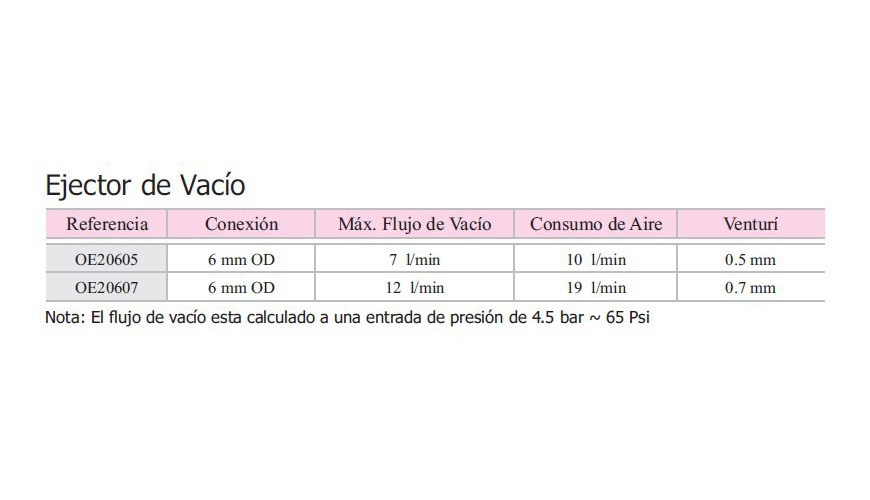 Ejector de Vacío
Referencia Conexión Máx. Flujo de Vacío Consumo de Aire Venturí
OE20605 6 mm OD 7 l/min 10 l/min 0.5 mm
OE20607 6 mm OD 12 l/min 19 l/min 0.7 mm
Nota: El flujo de vacío esta calculado a una entrada de presión de 4.5 bar ~ 65 Psi